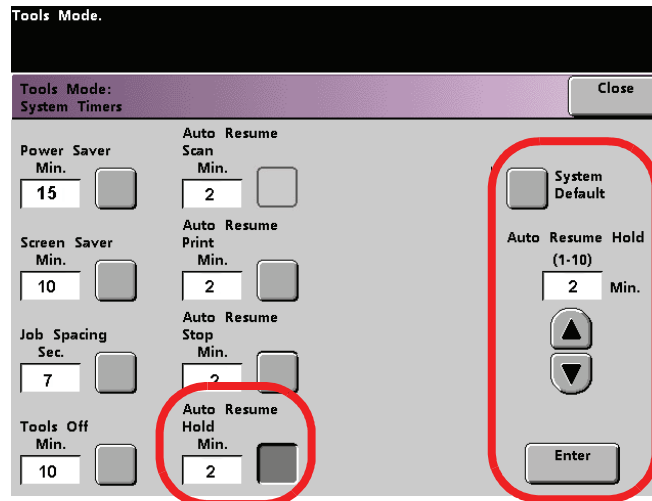 Tools Mode.
Tools Mode:
System Timers
Close
Power Saver
Min.
15
Screen Saver
Min.
10
Job Spacing
Sec.
7
Tools Off
Min.
10
Auto Resume
Scan
Min.
2
Auto Resume
Print
Min.
2
Auto Resume
Stop
Min.
2
Auto Resume
Hold
Min.
2
System
Default
Auto Resume Hold
(1-10)
2 Min.
Enter